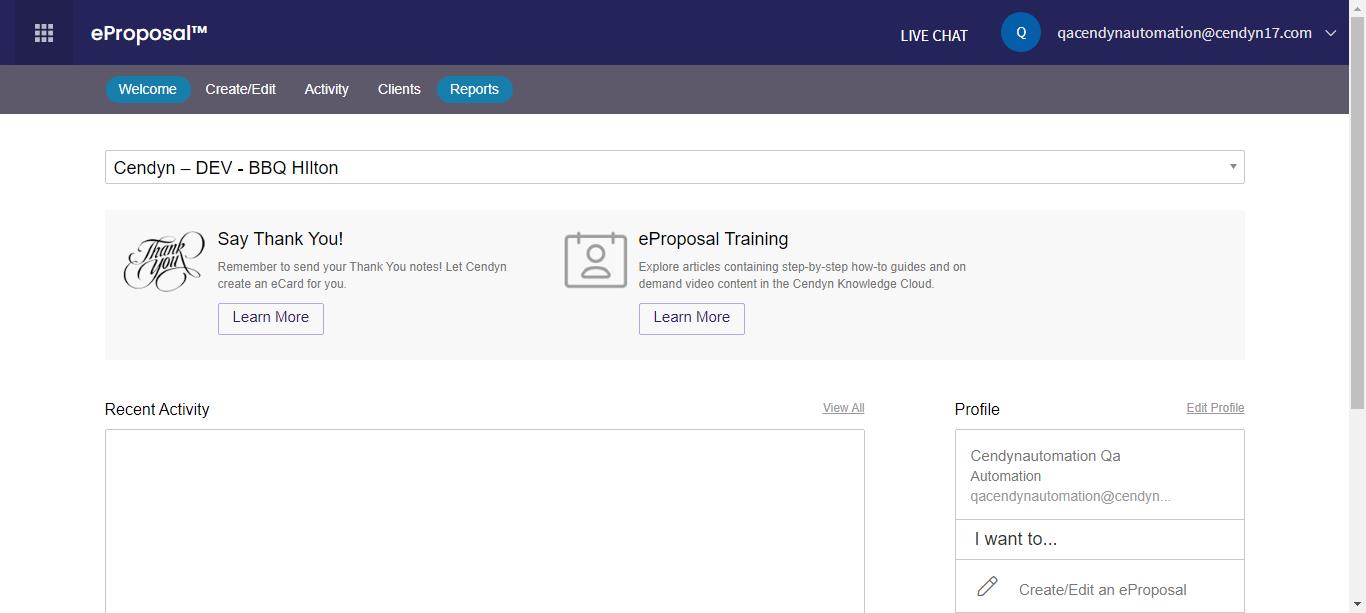 eProposal™
LIVE CHAT
Q
qacendynautomation@cendyn17.com
Welcome
Create/Edit
Activity
Clients
Reports
Cendyn – DEV - BBQ HIlton
Thank You
Say Thank You!
Remember to send your Thank You notes! Let Cendyn
create an eCard for you.
Learn More
eProposal Training
Explore articles containing step-by-step how-to guides and on
demand video content in the Cendyn Knowledge Cloud.
Learn More
Recent Activity
View All
Profile
Edit Profile
Cendynautomation Qa
Automation
qacendynautomation@cendyn...
I want to...
Create/Edit an eProposal